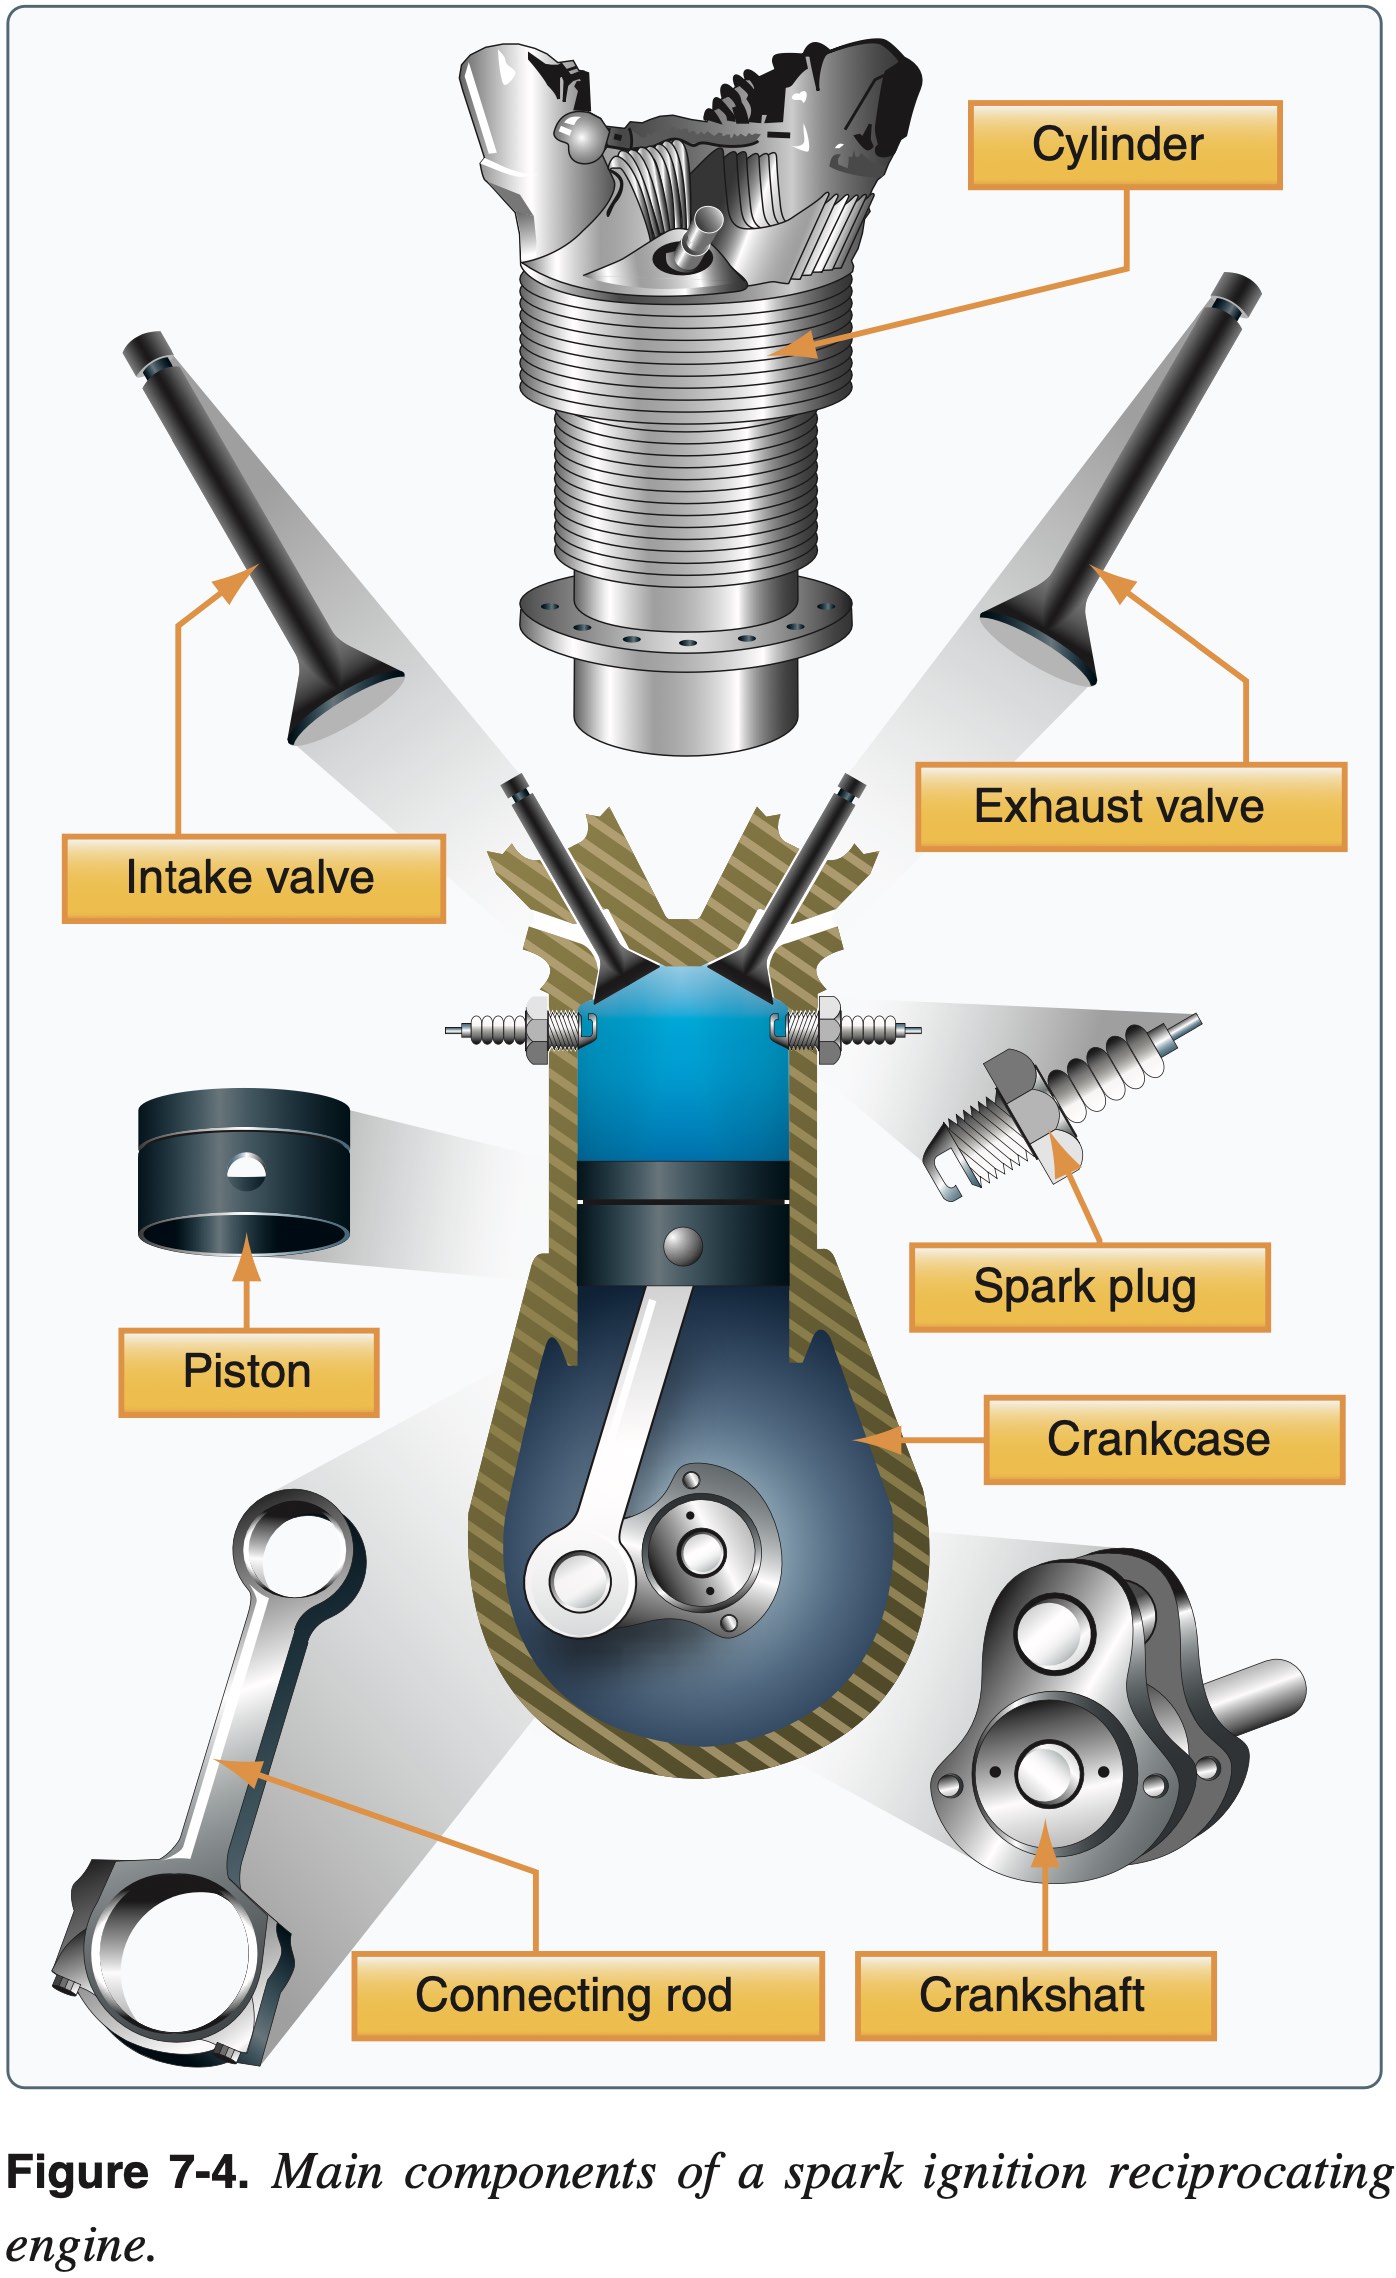 Cylinder
Exhaust valve
Intake valve
Spark plug
Piston
Crankcase
Connecting rod
Crankshaft
Figure 7-4. Main components of a spark ignition reciprocating
engine.